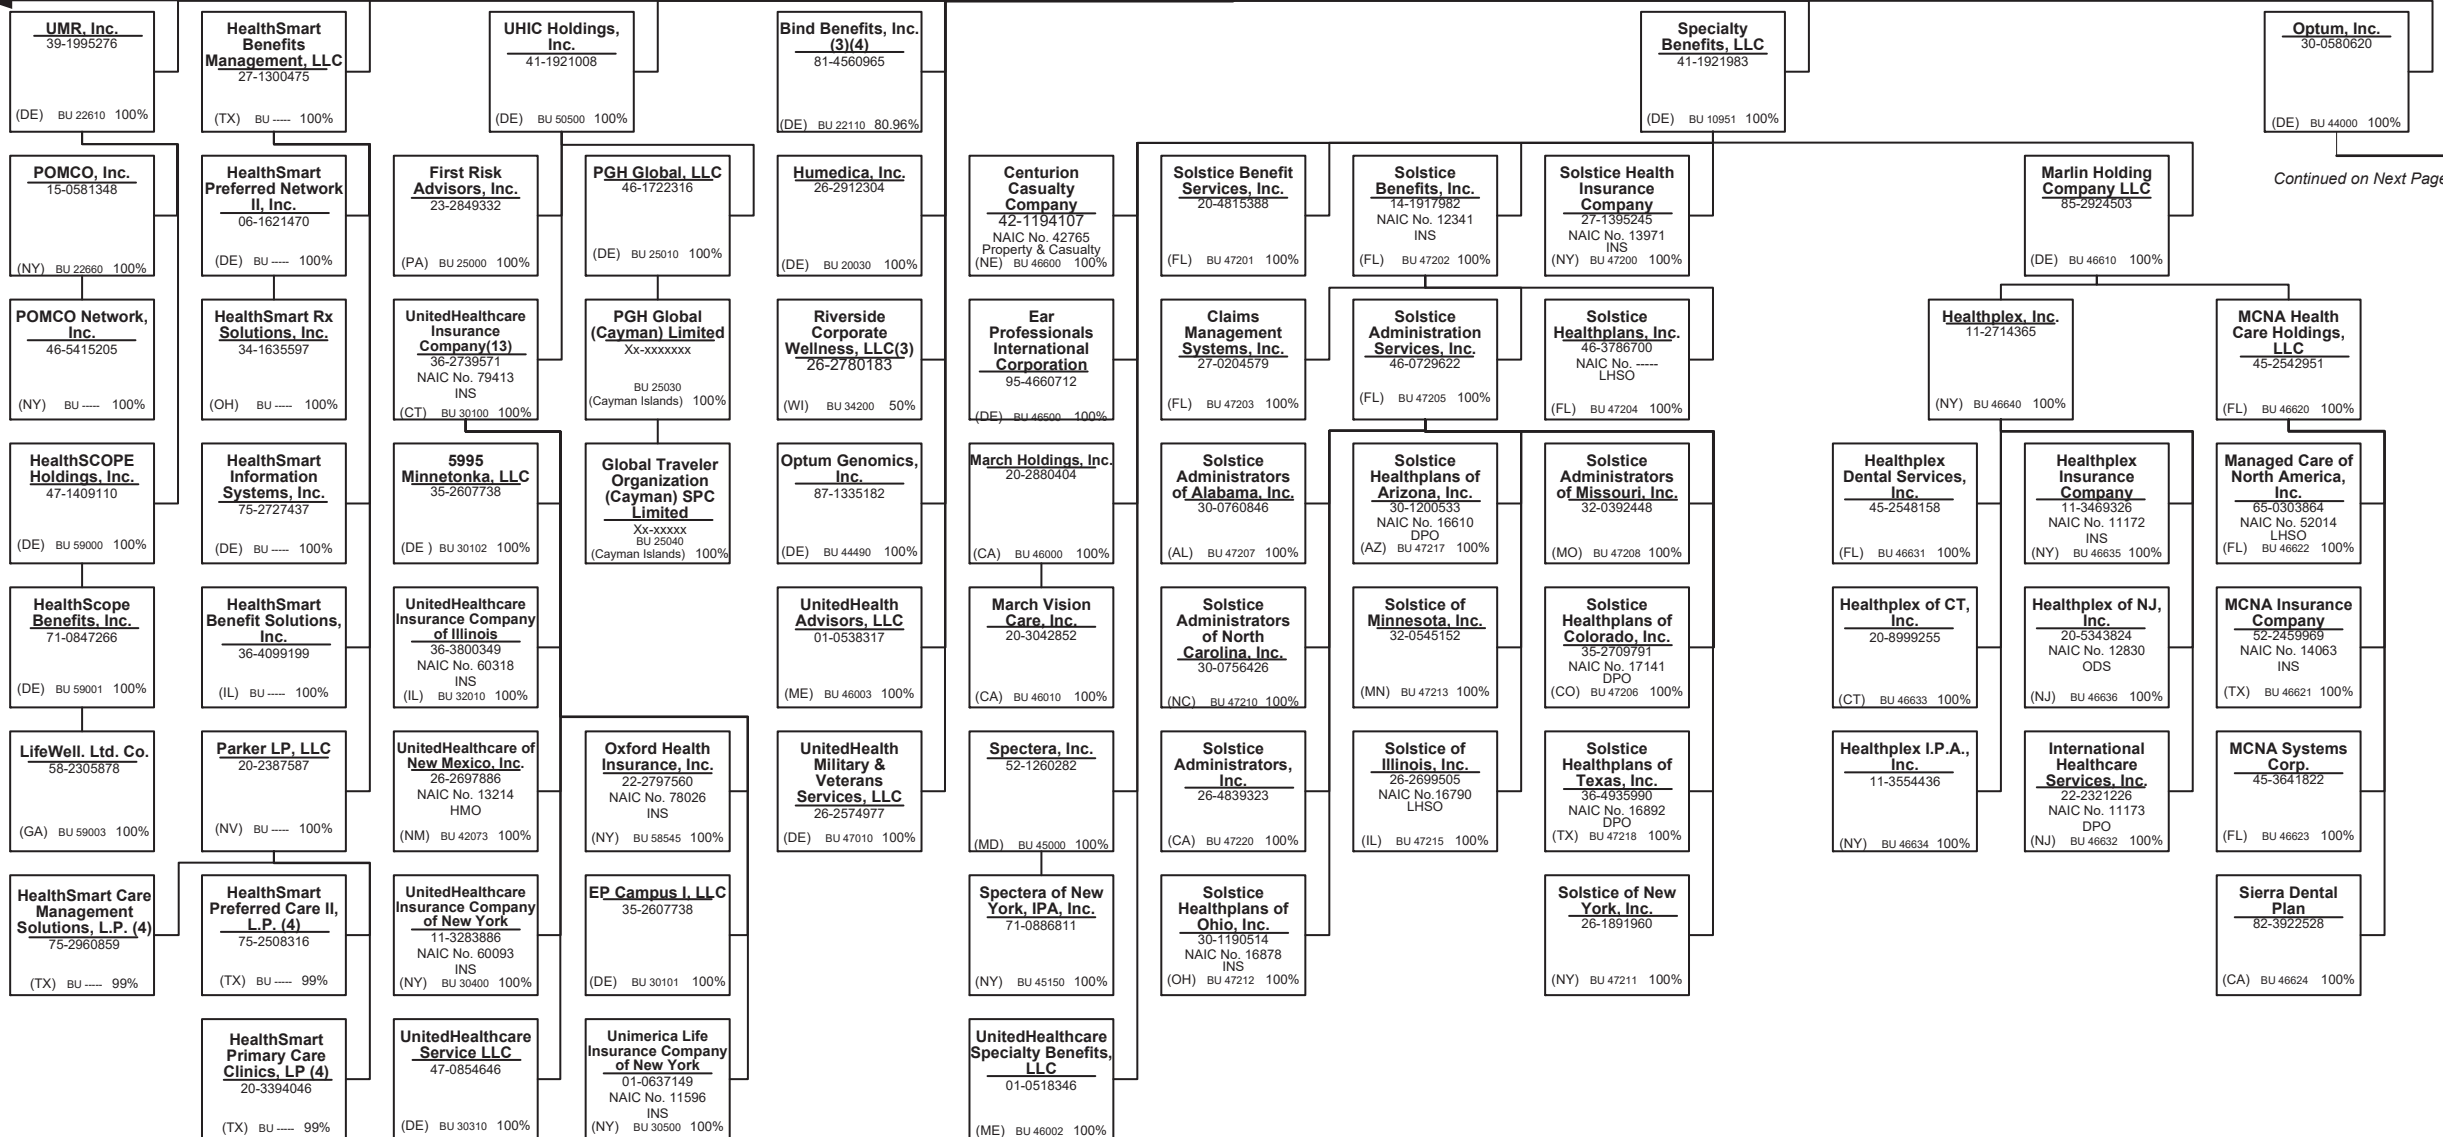 UMR, Inc.
39-1995276
(DE) BU 22610 100%
HealthSmart
Benefits
Management, LLC
27-1300475
(TX) BU ----- 100%
UHIC Holdings,
Inc.
41-1921008
(DE) BU 50500 100%
Bind Benefits, Inc.
(3)(4)
81-4560965
(DE) BU 22110 80.96%
Specialty
Benefits, LLC
41-1921983
(DE) BU 10951 100%
Optum, Inc.
30-0580620
(DE) BU 44000 100%
POMCO, Inc.
15-0581348
(NY) BU 22660 100%
HealthSmart
Preferred Network
II, Inc.
06-1621470
(DE) BU ----- 100%
First Risk
Advisors, Inc.
23-2849332
(PA) BU 25000 100%
PGH Global, LLC
46-1722316
(DE) BU 25010 100%
Humedica, Inc.
26-2912304
(DE) BU 20030 100%
Centurion
Casualty
Company
42-1194107
NAIC No. 42765
Property & Casualty
(NE) BU 46600 100%
Solstice Benefit
Services, Inc.
20-4815388
(FL) BU 47201 100%
Solstice
Benefits, Inc.
14-1917982
NAIC No. 12341
INS
(FL) BU 47202 100%
Solstice Health
Insurance
Company
27-1395245
NAIC No. 13971
INS
(NY) BU 47200 100%
Marlin Holding
Company LLC
85-2924503
(DE) BU 46610 100%
Continued on Next Page
POMCO Network,
Inc.
46-5415205
(NY) BU ----- 100%
HealthSmart Rx
Solutions, Inc.
34-1635597
(OH) BU ----- 100%
UnitedHealthcare
Insurance
Company(13)
36-2739571
NAIC No. 79413
INS
(CT) BU 30100 100%
PGH Global
(Cayman) Limited
Xx-xxxxxxx
BU 25030
(Cayman Islands) 100%
Riverside
Corporate
Wellness, LLC(3)
26-2780183
(WI) BU 34200 50%
Ear
Professionals
International
Corporation
95-4660712
(DE) BU 46500 100%
Claims
Management
Systems, Inc.
27-0204579
(FL) BU 47203 100%
Solstice
Administration
Services, Inc.
46-0729622
(FL) BU 47205 100%
Solstice
Healthplans, Inc.
46-3786700
NAIC No. -----
LHSO
(FL) BU 47204 100%
Healthplex, Inc.
11-2714365
(NY) BU 46640 100%
MCNA Health
Care Holdings,
LLC
45-2542951
(FL) BU 46620 100%
HealthSCOPE
Holdings, Inc.
47-1409110
(DE) BU 59000 100%
HealthSmart
Information
Systems, Inc.
75-2727437
(DE) BU ----- 100%
5995
Minnetonka, LLC
35-2607738
(DE ) BU 30102 100%
Global Traveler
Organization
(Cayman) SPC
Limited
Xx-xxxxx
BU 25040
(Cayman Islands) 100%
Optum Genomics,
Inc.
87-1335182
(DE) BU 44490 100%
March Holdings, Inc.
20-2880404
(CA) BU 46000 100%
Solstice
Administrators
of Alabama, Inc.
30-0760846
(AL) BU 47207 100%
Solstice
Healthplans of
Arizona, Inc.
30-1200533
NAIC No. 16610
DPO
(AZ) BU 47217 100%
Solstice
Administrators
of Missouri, Inc.
32-0392448
(MO) BU 47208 100%
Healthplex
Dental Services,
Inc.
45-2548158
(FL) BU 46631 100%
Healthplex
Insurance
Company
11-3469326
NAIC No. 11172
INS
(NY) BU 46635 100%
Managed Care of
North America,
Inc.
65-0303864
NAIC No. 52014
LHSO
(FL) BU 46622 100%
HealthScope
Benefits, Inc.
71-0847266
(DE) BU 59001 100%
HealthSmart
Benefit Solutions,
Inc.
36-4099199
(IL) BU ----- 100%
UnitedHealthcare
Insurance Company
of Illinois
36-3800349
NAIC No. 60318
INS
(IL) BU 32010 100%
UnitedHealth
Advisors, LLC
01-0538317
(ME) BU 46003 100%
March Vision
Care, Inc.
20-3042852
(CA) BU 46010 100%
Solstice
Administrators
of North
Carolina, Inc.
30-0756426
(NC) BU 47210 100%
Solstice of
Minnesota, Inc.
32-0545152
(MN) BU 47213 100%
Solstice
Healthplans of
Colorado, Inc.
35-2709791
NAIC No. 17141
DPO
(CO) BU 47206 100%
Healthplex of CT,
Inc.
20-8999255
(CT) BU 46633 100%
Healthplex of NJ,
Inc.
20-5343824
NAIC No. 12830
ODS
(NJ) BU 46636 100%
MCNA Insurance
Company
52-2459969
NAIC No. 14063
INS
(TX) BU 46621 100%
LifeWell. Ltd. Co.
58-2305878
(GA) BU 59003 100%
Parker LP, LLC
20-2387587
(NV) BU ----- 100%
UnitedHealthcare of
New Mexico, Inc.
26-2697886
NAIC No. 13214
HMO
(NM) BU 42073 100%
Oxford Health
Insurance, Inc.
22-2797560
NAIC No. 78026
INS
(NY) BU 58545 100%
UnitedHealth
Military &
Veterans
Services, LLC
26-2574977
(DE) BU 47010 100%
Spectera, Inc.
52-1260282
(MD) BU 45000 100%
Solstice
Administrators,
Inc.
26-4839323
(CA) BU 47220 100%
Solstice of
Illinois, Inc.
26-2699505
NAIC No.16790
LHSO
(IL) BU 47215 100%
Solstice
Healthplans of
Texas, Inc.
36-4935990
NAIC No. 16892
DPO
(TX) BU 47218 100%
Healthplex I.P.A.,
Inc.
11-3554436
(NY) BU 46634 100%
International
Healthcare
Services, Inc.
22-2321226
NAIC No. 11173
DPO
(NJ) BU 46632 100%
MCNA Systems
Corp.
45-3641822
(FL) BU 46623 100%
HealthSmart Care
Management
Solutions, L.P. (4)
75-2960859
(TX) BU ----- 99%
HealthSmart
Preferred Care II,
L.P. (4)
75-2508316
(TX) BU ----- 99%
UnitedHealthcare
Insurance Company
of New York
11-3283886
NAIC No. 60093
INS
(NY) BU 30400 100%
EP Campus I, LLC
35-2607738
(DE) BU 30101 100%
Spectera of New
York, IPA, Inc.
71-0886811
(NY) BU 45150 100%
Solstice
Healthplans of
Ohio, Inc.
30-1190514
NAIC No. 16878
INS
(OH) BU 47212 100%
Solstice of New
York, Inc.
26-1891960
(NY) BU 47211 100%
Sierra Dental
Plan
82-3922528
(CA) BU 46624 100%
HealthSmart
Primary Care
Clinics, LP (4)
20-3394046
(TX) BU ----- 99%
UnitedHealthcare
Service LLC
47-0854646
(DE) BU 30310 100%
Unimerica Life
Insurance Company
of New York
01-0637149
NAIC No. 11596
INS
(NY) BU 30500 100%
UnitedHealthcare
Specialty Benefits,
LLC
01-0518346
(ME) BU 46002 100%